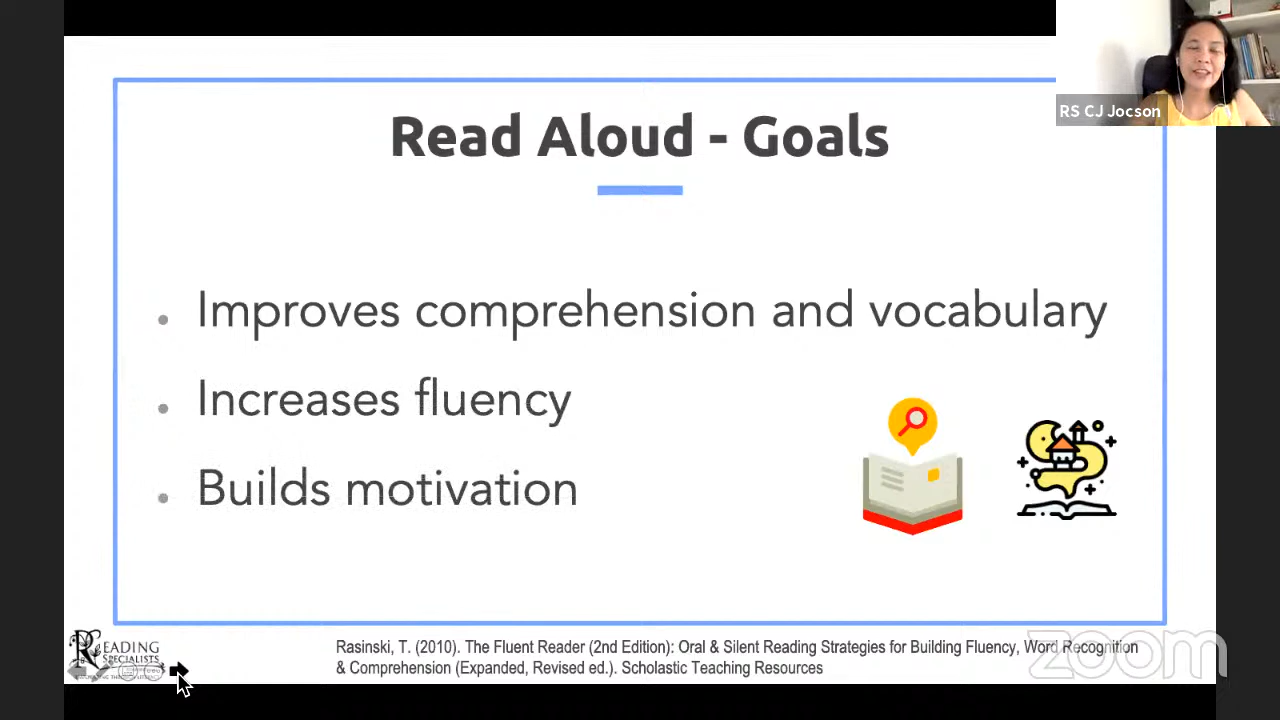 RS CJ Jocson
Read Aloud - Goals
Improves comprehension and vocabulary
Increases fluency
Builds motivation
READING
SPECIALISTS
Rasinski, T. (2010). The Fluent Reader (2nd Edition): Oral & Silent Reading Strategies for Building Fluency, Word Recognition
& Comprehension (Expanded, Revised ed.). Scholastic Teaching Resources
zoom